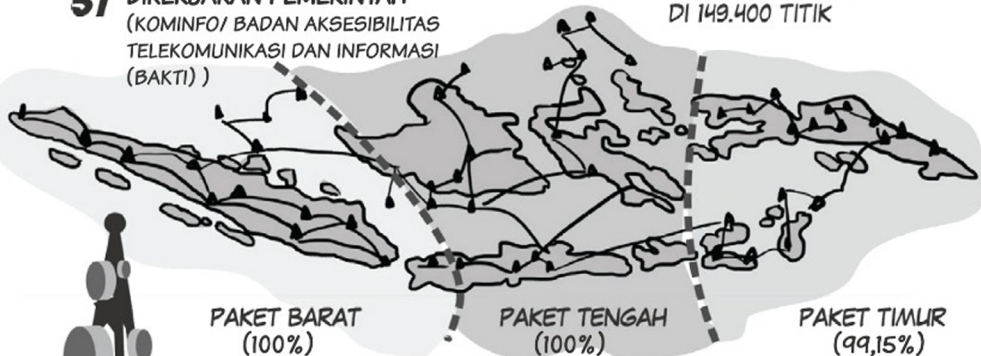 57
(KOMINFO/ BADAN AKSESIBILITAS
TELEKOMUNIKASI DAN INFORMASI
(BAKTI) )
DI 149.400 TITIK
PAKET BARAT
(100%)
PAKET TENGAH
(100%)
PAKET TIMUR
(99,15%)